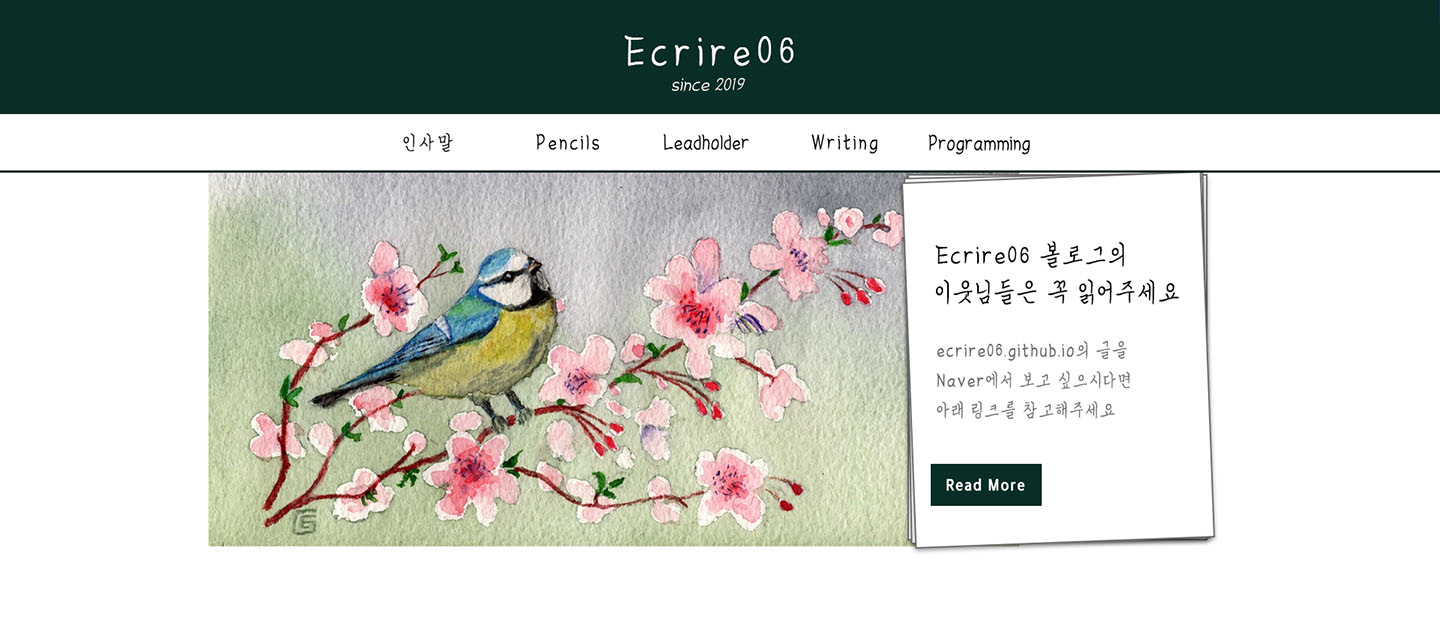 Ecrire06
since 2019
인사말 Pencils Leadholder Writing Programming
Ecrire06 볼로그의
이웃님들은 꼭 읽어주세요
ecrire06.github.io의 글을
Naver에서 보고 싶으시다면
아래 링크를 참고해주세요
Read More